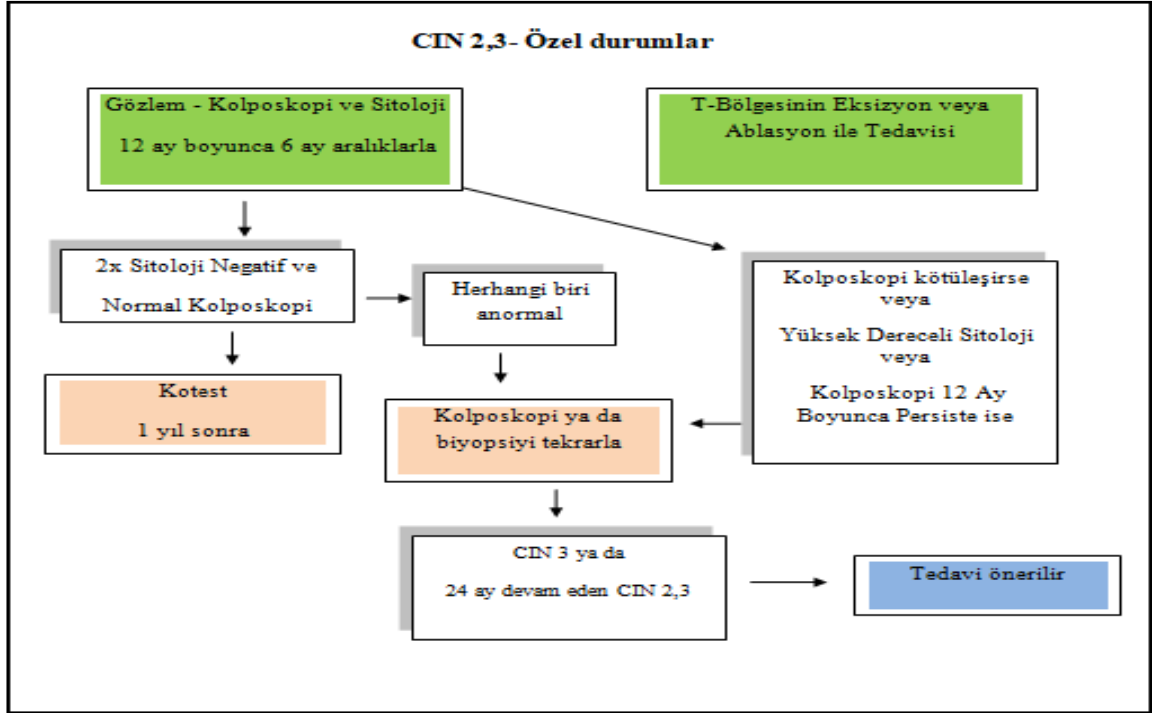 CIN 2,3- Özel durumlar
Gözlem - Kolposkopi ve Sitoloji
12 ay boyunca 6 ay aralıklarla
T-Bölgesinin Eksizyon veya
Ablasyon ile Tedavisi
2x Sitoloji Negatif ve
Normal Kolposkopi
Herhangi biri
anormal
Kolposkopi kötüleşirse
veya
Yüksek Dereceli Sitoloji
veya
Kolposkopi 12 Ay
Boyunca Persiste ise
Kotest
1 yıl sonra
Kolposkopi ya da
biyopsiyi tekrarla
CIN 3 ya da
24 ay devam eden CIN 2,3
Tedavi önerilir